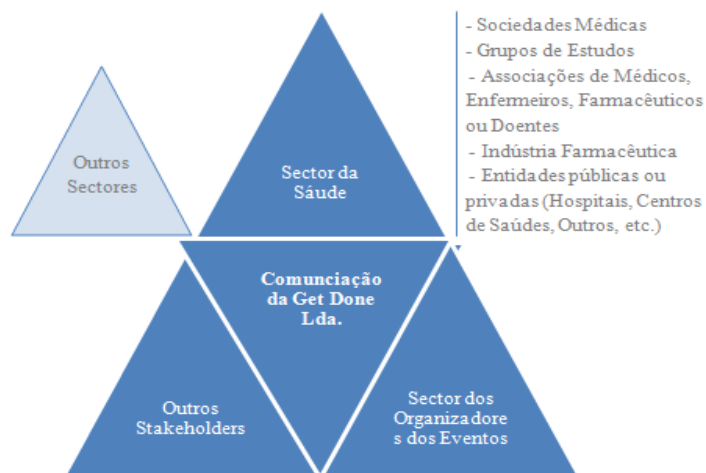 - Sociedades Médicas
- Grupos de Estudos
- Associações de Médicos,
Enfermeiros, Farmacêuticos
ou Doentes
- Indústria Farmacêutica
- Entidades públicas ou
privadas (Hospitais, Centros
de Saúdes, Outros, etc.)
Outros
Sectores
Sector da
Sáude
Comunciação
da Get Done
Lda.
Outros
Stakeholders
Sector dos
Organizadore
s dos Eventos